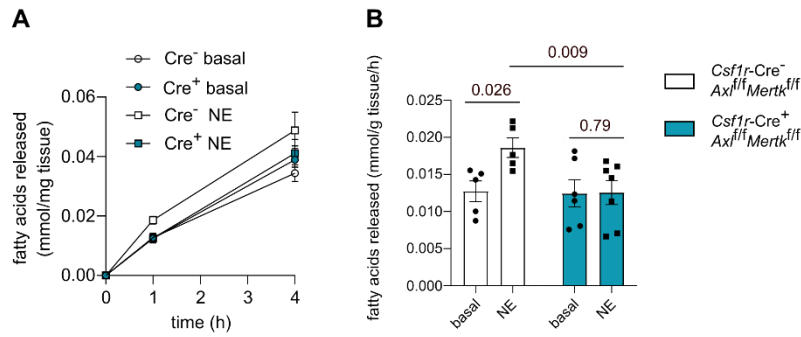 A
Cre⁻ basal
Cre⁺ basal
Cre⁻ NE
Cre⁺ NE
fatty acids released
(mmol/mg tissue)
0.06
0.04
0.02
0.00
0 1 2 3 4
time (h)
B
0.009
0.026
0.79
fatty acids released (mmol/g tissue/h)
0.025
0.020
0.015
0.010
0.005
0.000
basal NE basal NE
Csf1r-Cre⁻
Axl^f/f Mertk^f/f
Csf1r-Cre⁺
Axl^f/f Mertk^f/f